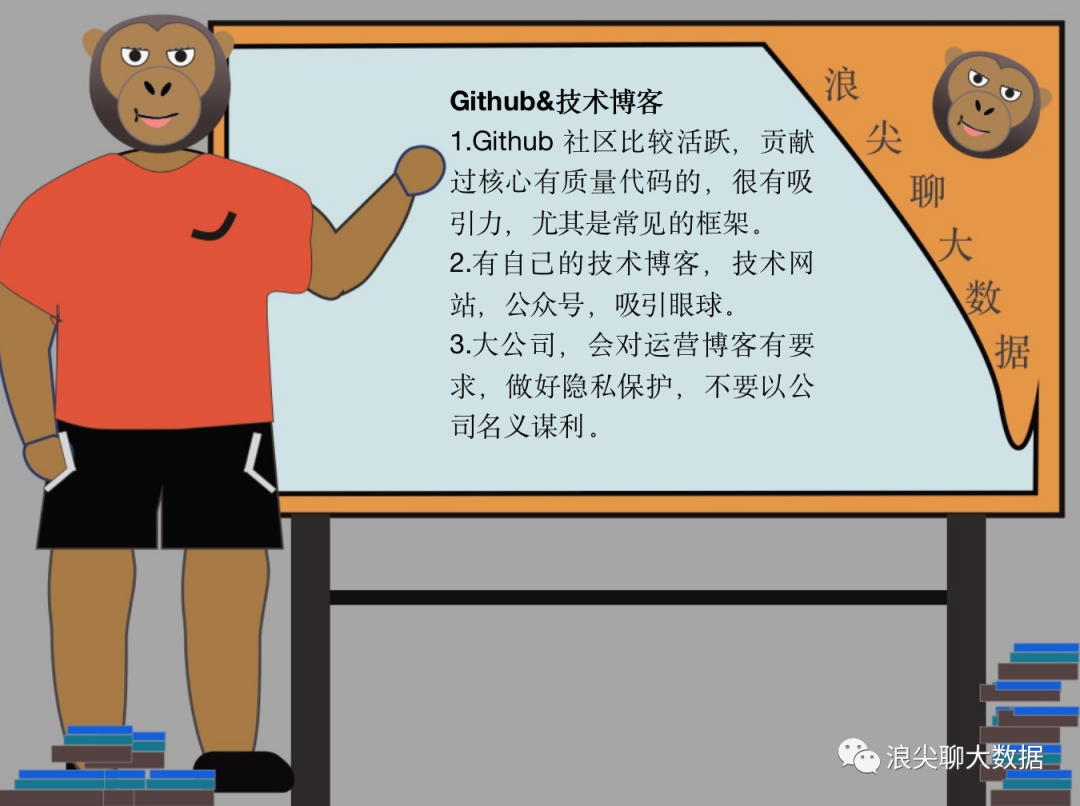 Github&技术博客
1.Github 社区比较活跃，贡献
过核心有质量代码的，很有吸
引力，尤其是常见的框架。
2.有自己的技术博客，技术网
站，公众号，吸引眼球。
3.大公司，会对运营博客有要
求，做好隐私保护，不要以公
司名义谋利。
浪尖聊大数据
浪尖聊大数据